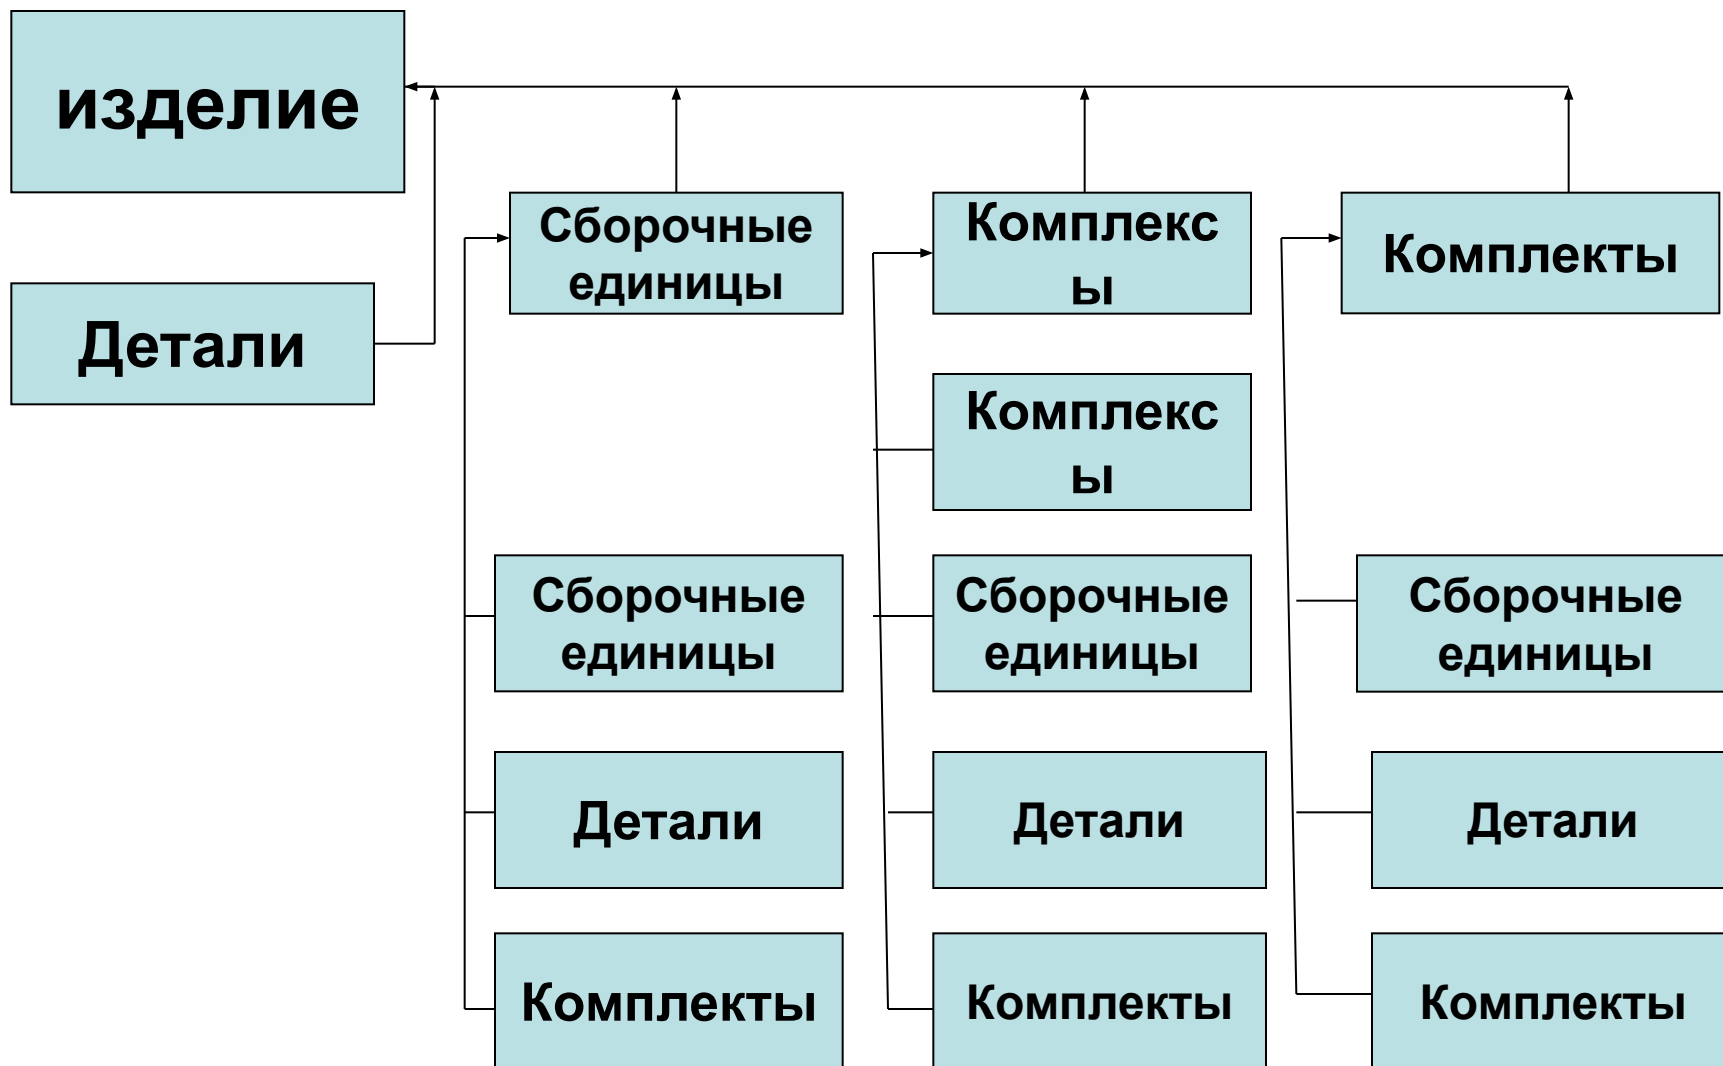 изделие
Сборочные
единицы
Комплекс
ы
Комплекты
Детали
Комплекс
ы
Сборочные
единицы
Сборочные
единицы
Сборочные
единицы
Детали
Детали
Детали
Комплекты
Комплекты
Комплекты